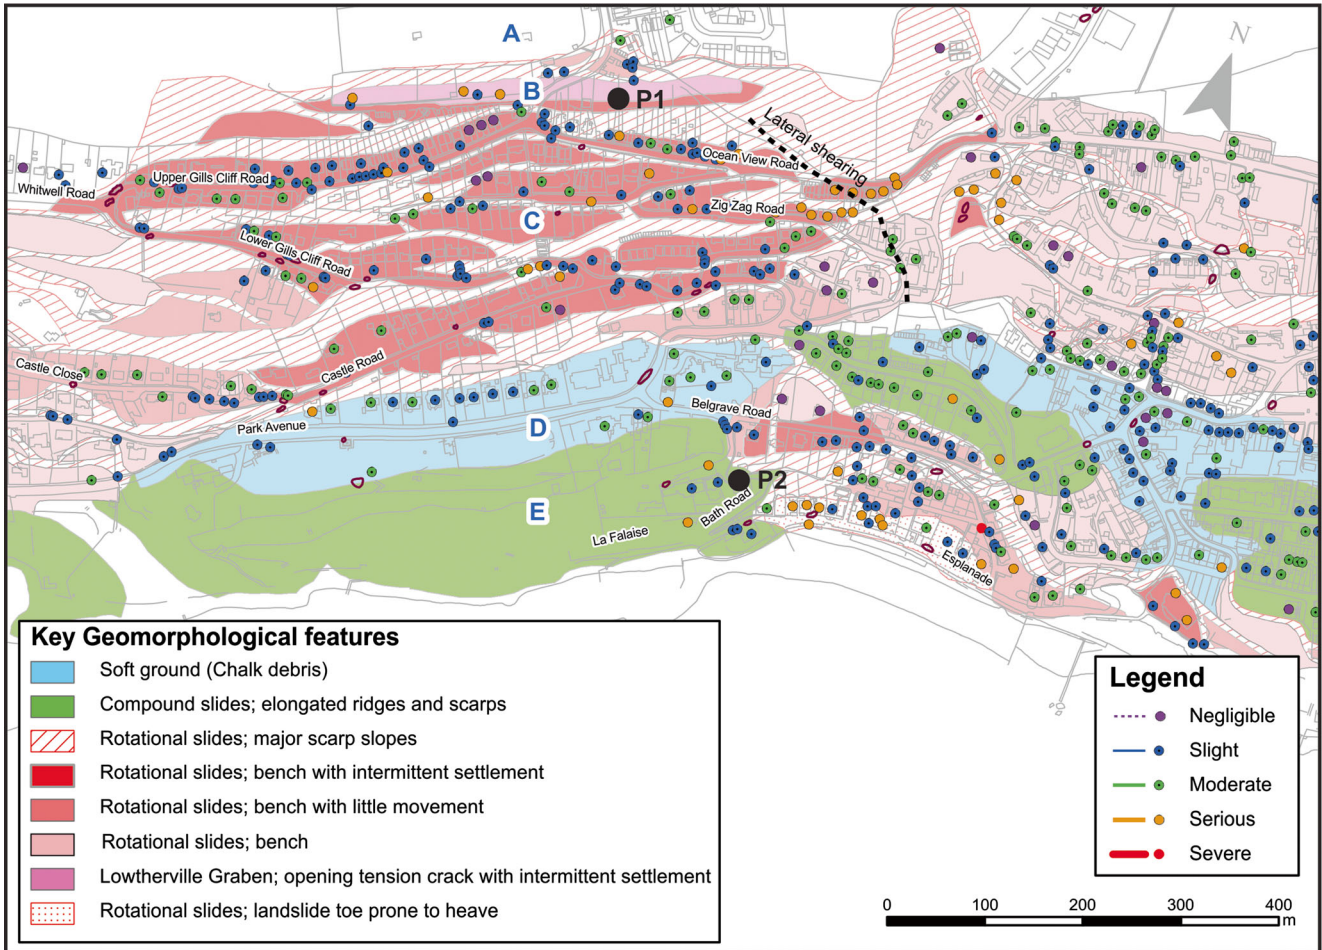 A
N
B
P1
Lateral shearing
Ocean View Road
Upper Gills Cliff Road
Whitwell Road
Zig Zag Road
C
Lower Gills Cliff Road
Castle Road
Castle Close
Belgrave Road
Park Avenue
D
P2
Bath Road
E
La Falaise
Esplanade
Key Geomorphological features
Soft ground (Chalk debris)
Compound slides; elongated ridges and scarps
Rotational slides; major scarp slopes
Rotational slides; bench with intermittent settlement
Rotational slides; bench with little movement
Rotational slides; bench
Lowtherville Graben; opening tension crack with intermittent settlement
Rotational slides; landslide toe prone to heave
Legend
Negligible
Slight
Moderate
Serious
Severe
0 100 200 300 400
m